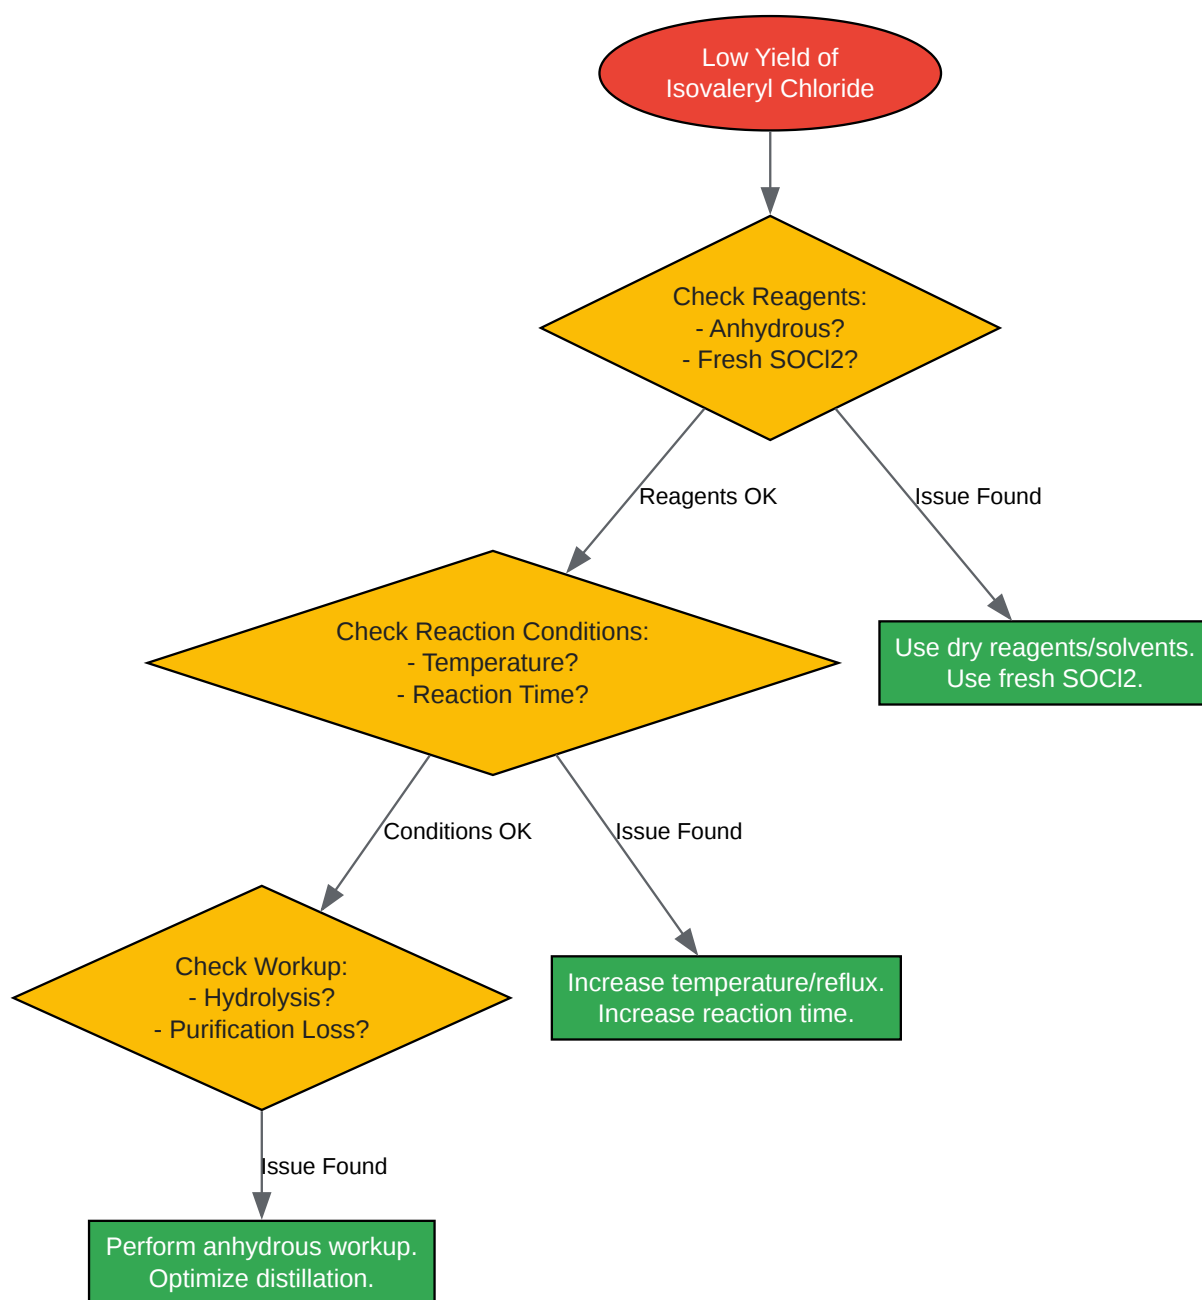 Low Yield of
Isovaleryl Chloride
Check Reagents:
- Anhydrous?
- Fresh SOCl2?
Reagents OK
Issue Found
Check Reaction Conditions:
- Temperature?
- Reaction Time?
Use dry reagents/solvents.
Use fresh SOCl2.
Conditions OK
Issue Found
Check Workup:
- Hydrolysis?
- Purification Loss?
Increase temperature/reflux.
Increase reaction time.
Issue Found
Perform anhydrous workup.
Optimize distillation.